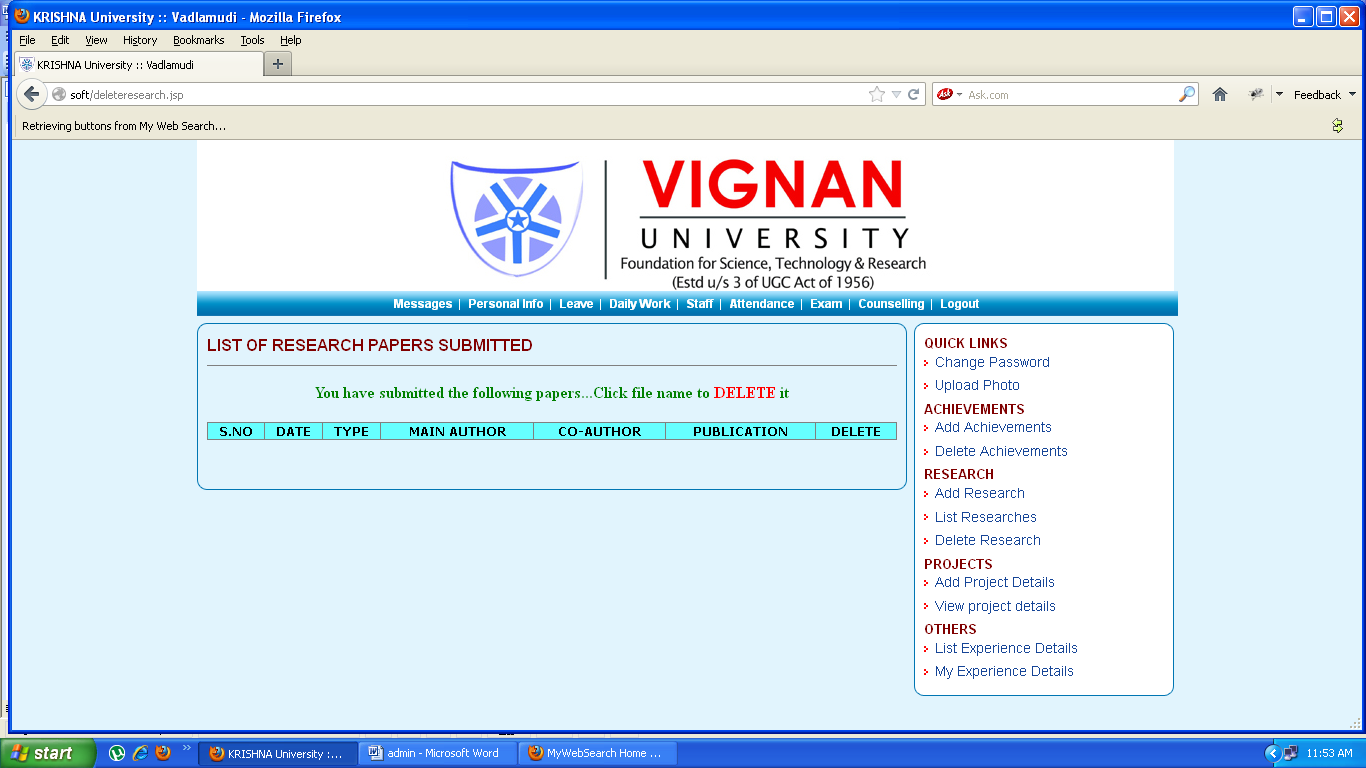 KRISHNA University :: Vadlamudi - Mozilla Firefox
File Edit View History Bookmarks Tools Help
KRISHNA University :: Vadlamudi
soft/deleteresearch.jsp
Ask Ask.com
Feedback
Retrieving buttons from My Web Search...
VIGNAN
UNIVERSITY
Foundation for Science, Technology & Research
(Estd u/s 3 of UGC Act of 1956)
Messages | Personal Info | Leave | Daily Work | Staff | Attendance | Exam | Counselling | Logout
LIST OF RESEARCH PAPERS SUBMITTED
You have submitted the following papers...Click file name to DELETE it
S.NO DATE TYPE MAIN AUTHOR CO-AUTHOR PUBLICATION DELETE
QUICK LINKS
Change Password
Upload Photo
ACHIEVEMENTS
Add Achievements
Delete Achievements
RESEARCH
Add Research
List Researches
Delete Research
PROJECTS
Add Project Details
View project details
OTHERS
List Experience Details
My Experience Details
start
KRISHNA University :...
admin - Microsoft Word
MyWebSearch Home ...
11:53 AM